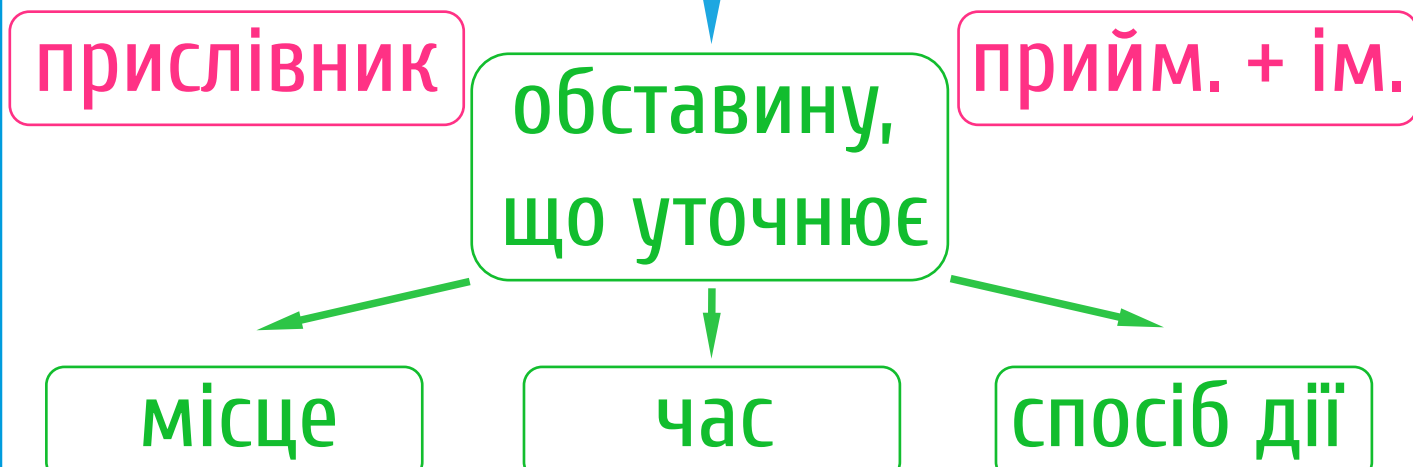 прислівник
прийм. + ім.
обставину,
що уточнює
місце
час
спосіб дії